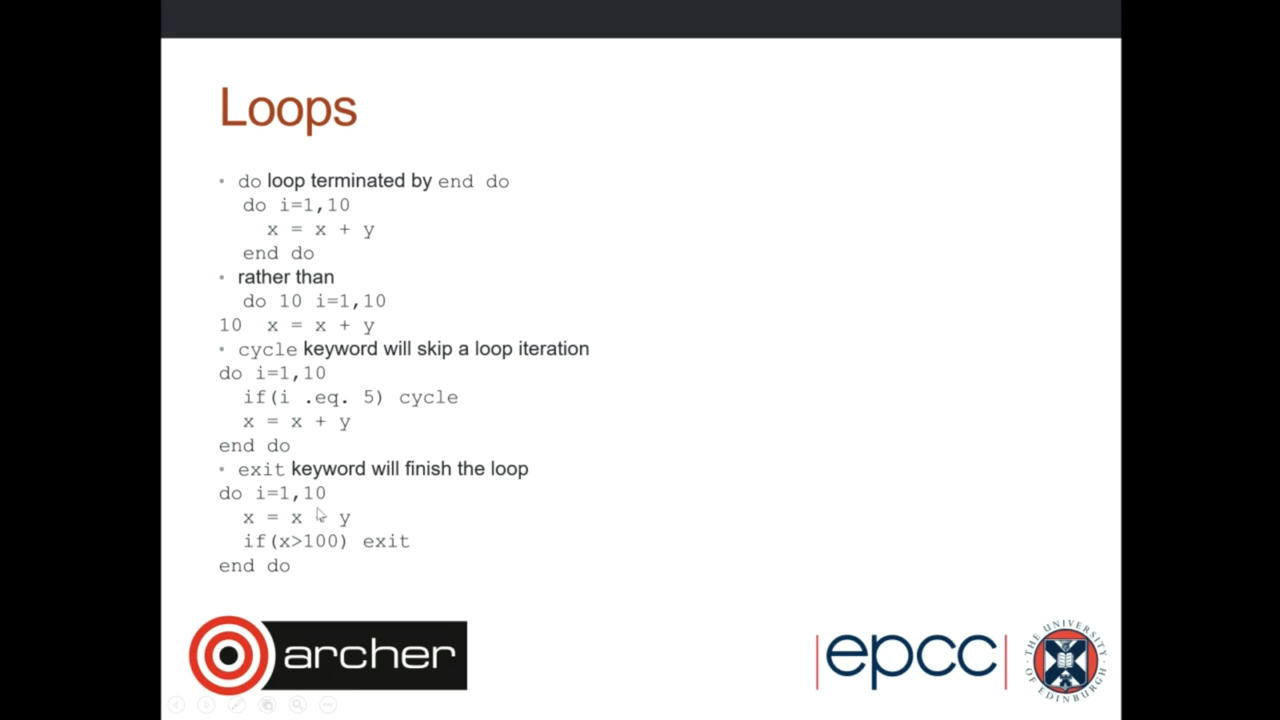 Loops
• do loop terminated by end do
do i=1,10
x = x + y
end do
• rather than
do 10 i=1,10
10 x = x + y
• cycle keyword will skip a loop iteration
do i=1,10
if(i .eq. 5) cycle
x = x + y
end do
• exit keyword will finish the loop
do i=1,10
x = x y
if(x>100) exit
end do
archer
epcc
THE UNIVERSITY OF EDINBURGH